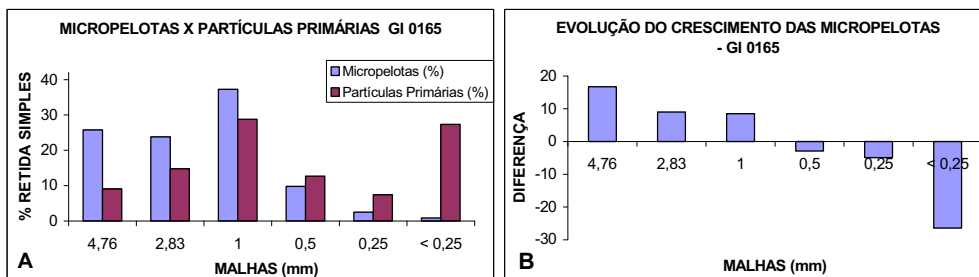 MICROPELOTAS X PARTÍCULAS PRIMÁRIAS GI 0165
% RETIDA SIMPLES
40
30
20
10
0
Micropelotas (%)
Partículas Primárias (%)
4,76 2,83 1 0,5 0,25 < 0,25
MALHAS (mm)
A
EVOLUÇÃO DO CRESCIMENTO DAS MICROPELOTAS
- GI 0165
DIFERENÇA
20
10
0
-10
-20
-30
4,76 2,83 1 0,5 0,25 < 0,25
MALHAS (mm)
B